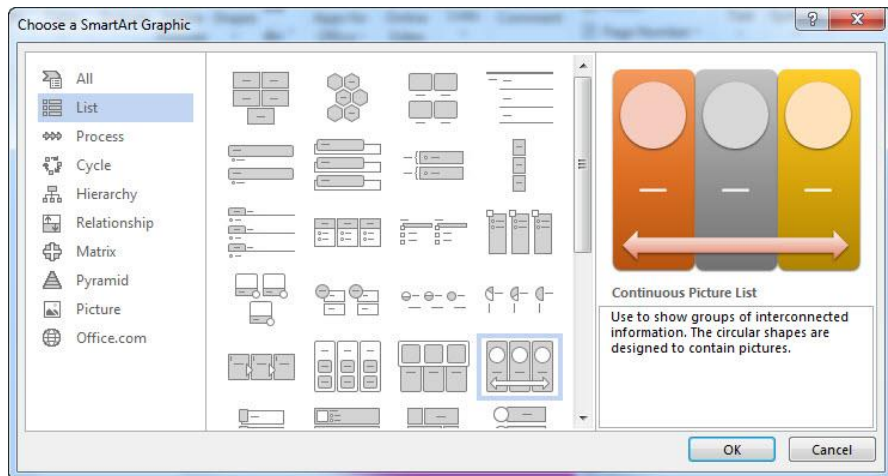 Choose a SmartArt Graphic
All
List
Process
Cycle
Hierarchy
Relationship
Matrix
Pyramid
Picture
Office.com
Continuous Picture List
Use to show groups of interconnected
information. The circular shapes are
designed to contain pictures.
OK
Cancel